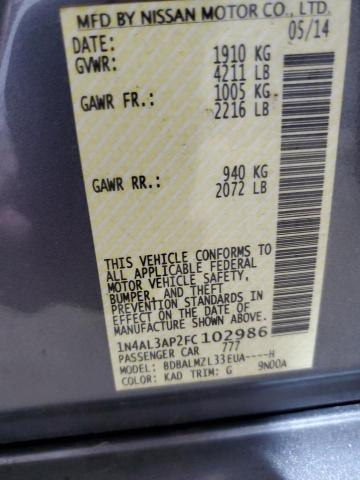 MFD BY NISSAN MOTOR CO., LTD.
DATE: 05/14
GVWR: 1910 KG
4211 LB
GAWR FR.: 1005 KG
2216 LB
GAWR RR.: 940 KG
2072 LB
THIS VEHICLE CONFORMS TO
ALL APPLICABLE FEDERAL
MOTOR VEHICLE SAFETY,
BUMPER, AND THEFT
PREVENTION STANDARDS IN
EFFECT ON THE DATE OF
MANUFACTURE SHOWN ABOVE.
1N4AL3AP2FC102986
PASSENGER CAR 777
MODEL: BDBALMZL33EUA----H
COLOR: KAD TRIM: G 9N00A